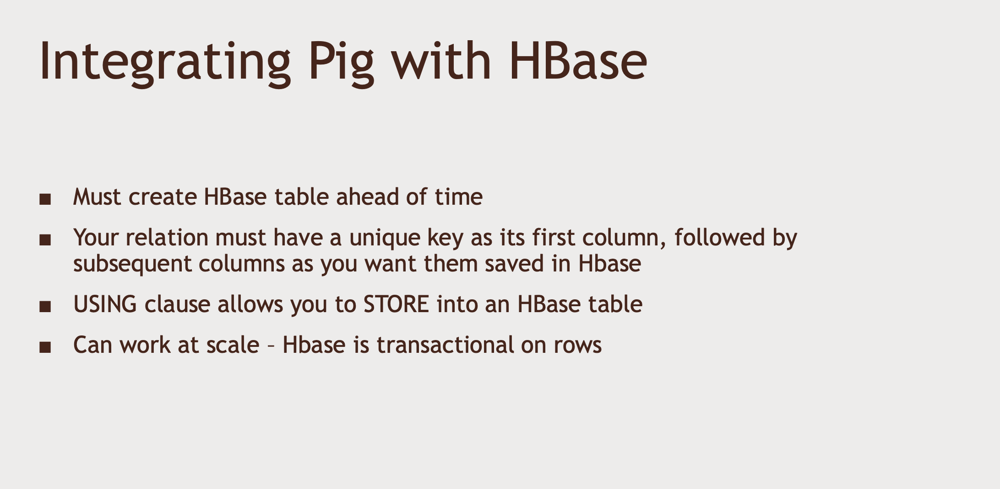 Integrating Pig with HBase
■ Must create HBase table ahead of time
■ Your relation must have a unique key as its first column, followed by
subsequent columns as you want them saved in Hbase
■ USING clause allows you to STORE into an HBase table
■ Can work at scale – Hbase is transactional on rows